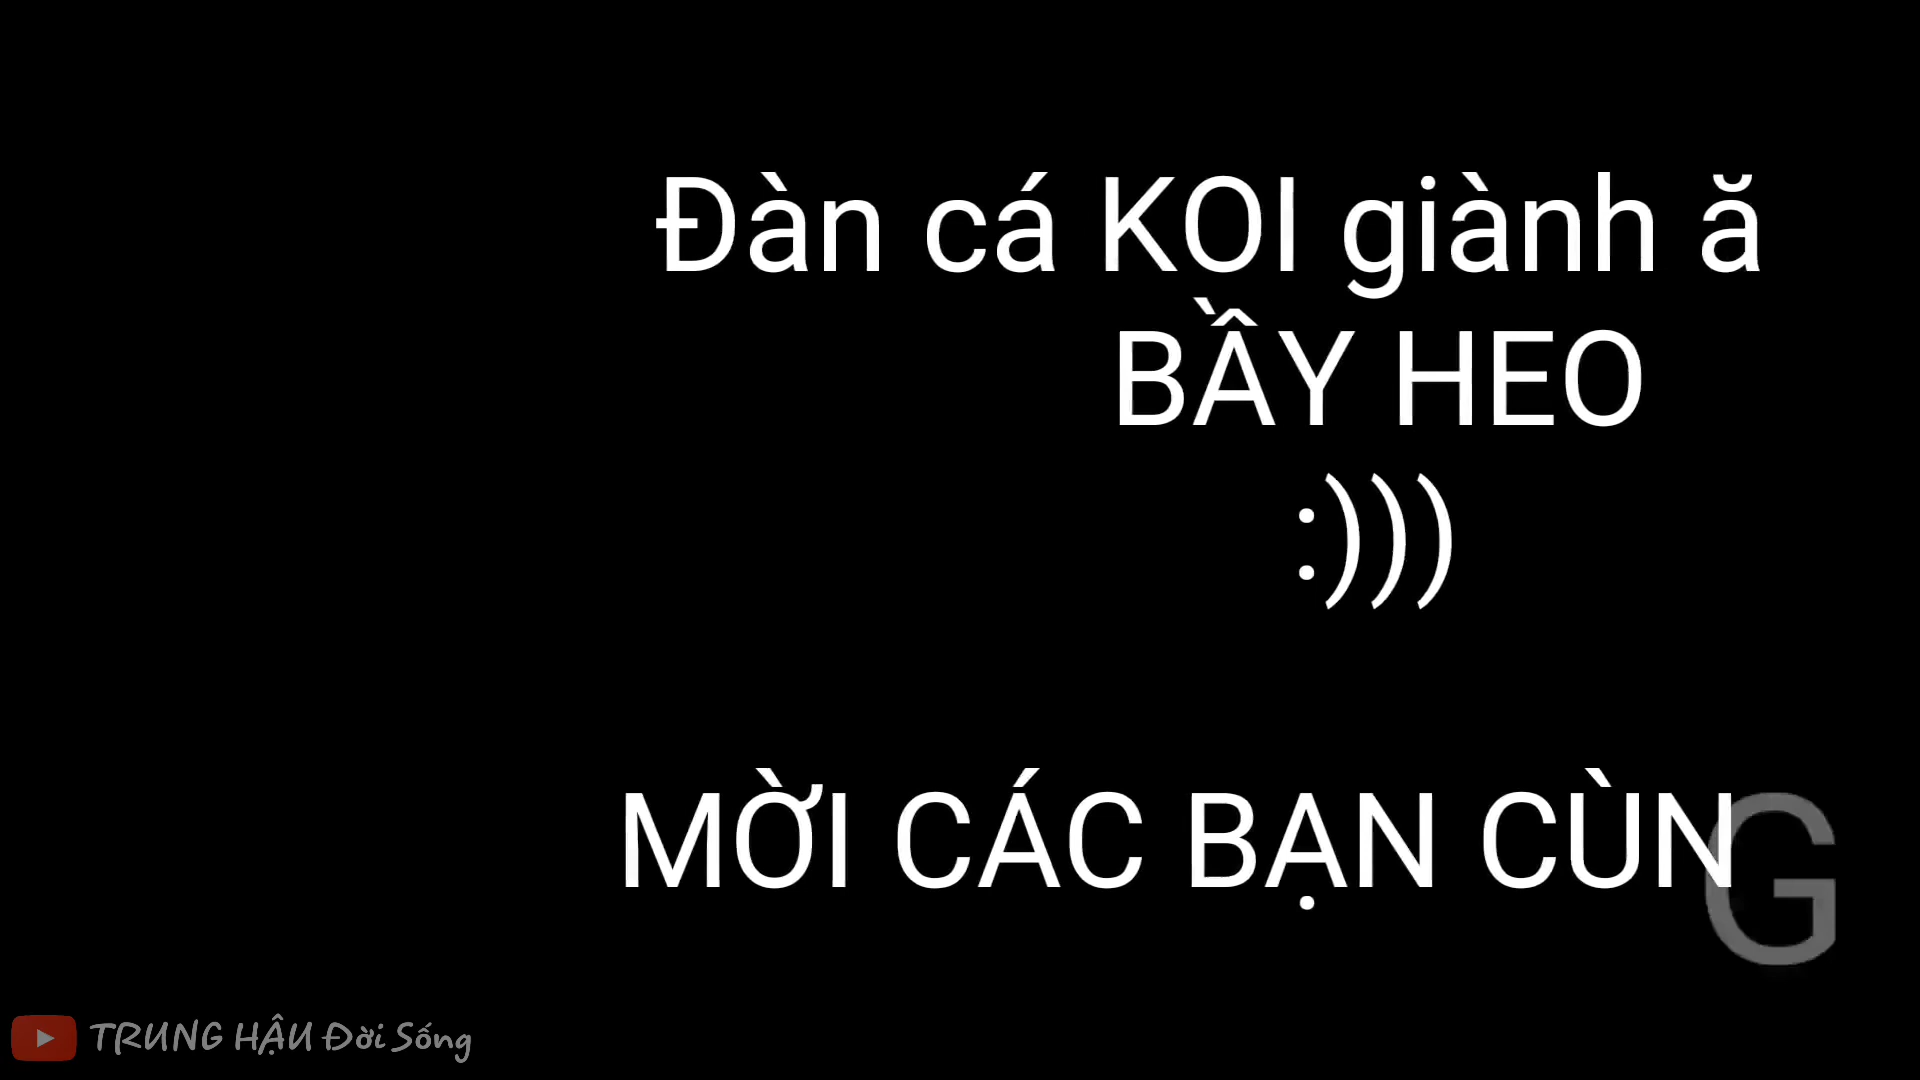 Đàn cá KOI giành ă
BẦY HEO
:)))
MỜI CÁC BẠN CÙNG
TRUNG HẬU Đời Sống